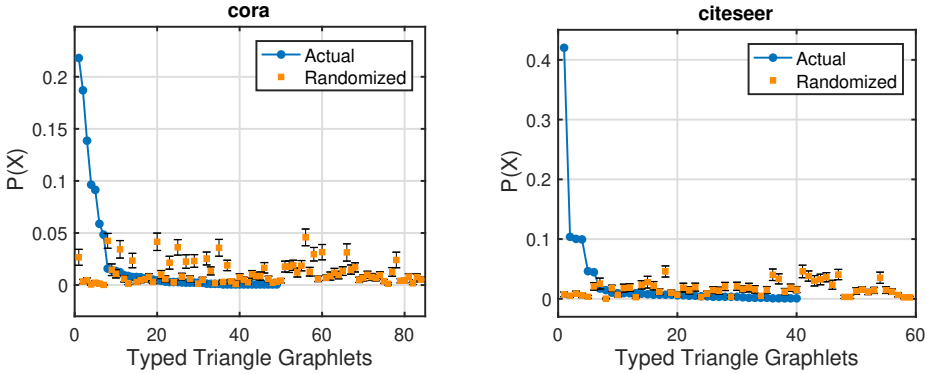 cora
P(X)
0.2
0.15
0.1
0.05
0
0 20 40 60 80
Typed Triangle Graphlets
Actual
Randomized
citeseer
P(X)
0.4
0.3
0.2
0.1
0
0 20 40 60
Typed Triangle Graphlets
Actual
Randomized